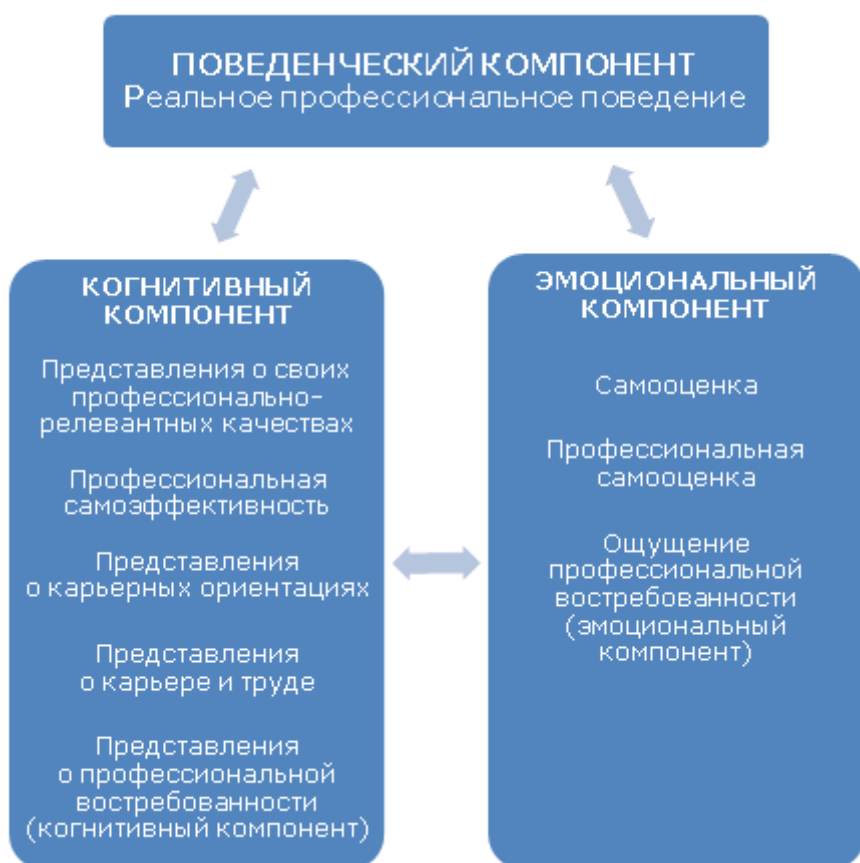 ПОВЕДЕНЧЕСКИЙ КОМПОНЕНТ
Реальное профессиональное поведение
КОГНИТИВНЫЙ
КОМПОНЕНТ
Представления о своих
профессионально-
релевантных качествах
Профессиональная
самоэффективность
Представления
о карьерных ориентациях
Представления
о карьере и труде
Представления
о профессиональной
востребованности
(когнитивный компонент)
ЭМОЦИОНАЛЬНЫЙ
КОМПОНЕНТ
Самооценка
Профессиональная
самооценка
Ощущение
профессиональной
востребованности
(эмоциональный
компонент)